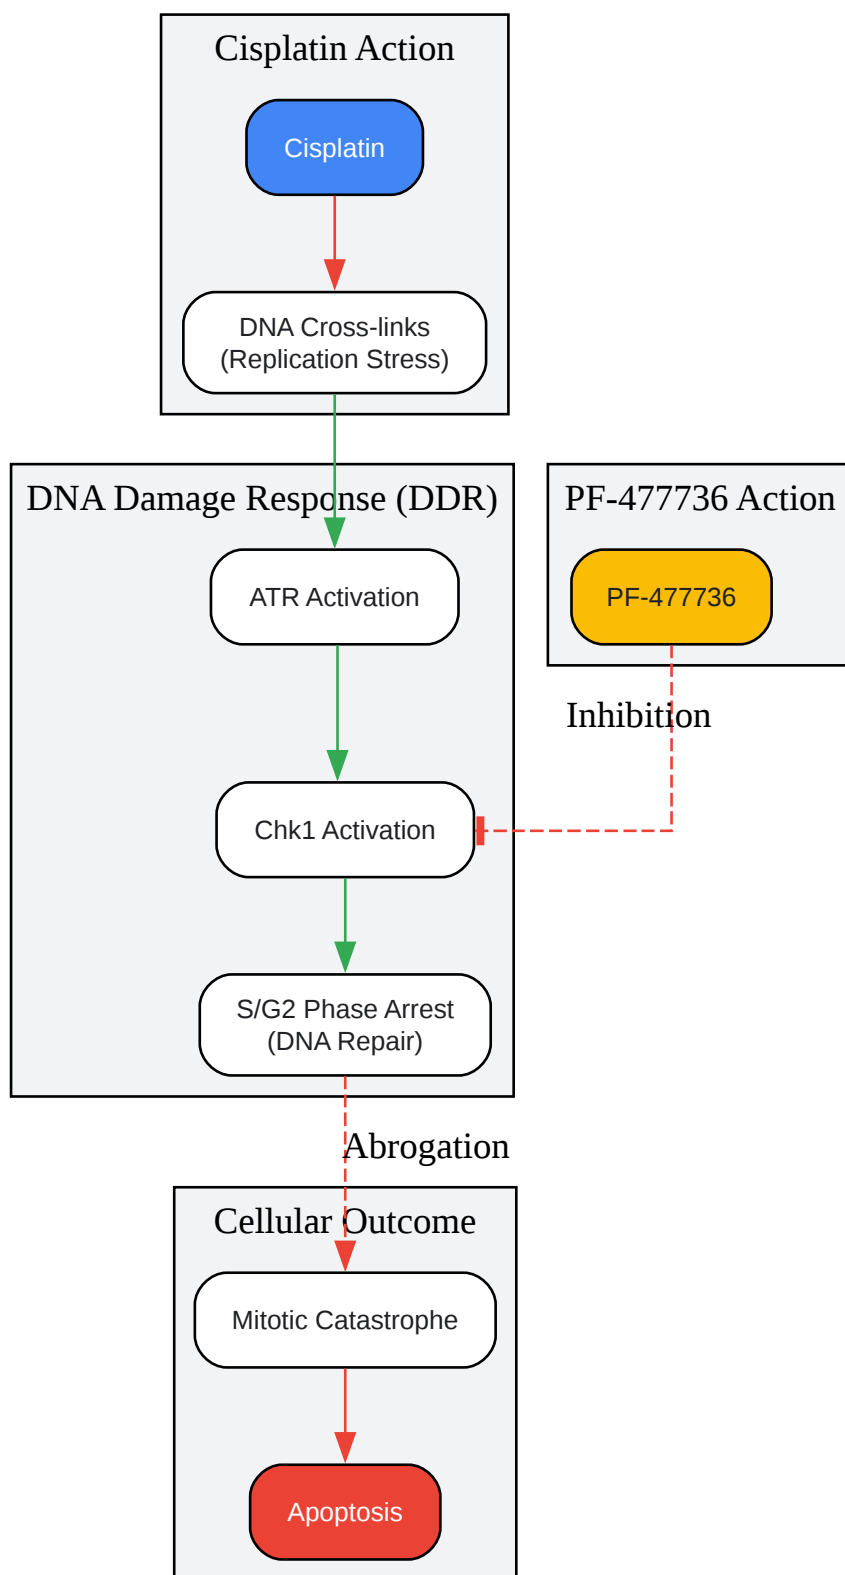 Cisplatin Action
Cisplatin
DNA Cross-links
(Replication Stress)
DNA Damage Response (DDR)
PF-477736 Action
ATR Activation
PF-477736
Inhibition
Chk1 Activation
S/G2 Phase Arrest
(DNA Repair)
Abrogation
Cellular Outcome
Mitotic Catastrophe
Apoptosis